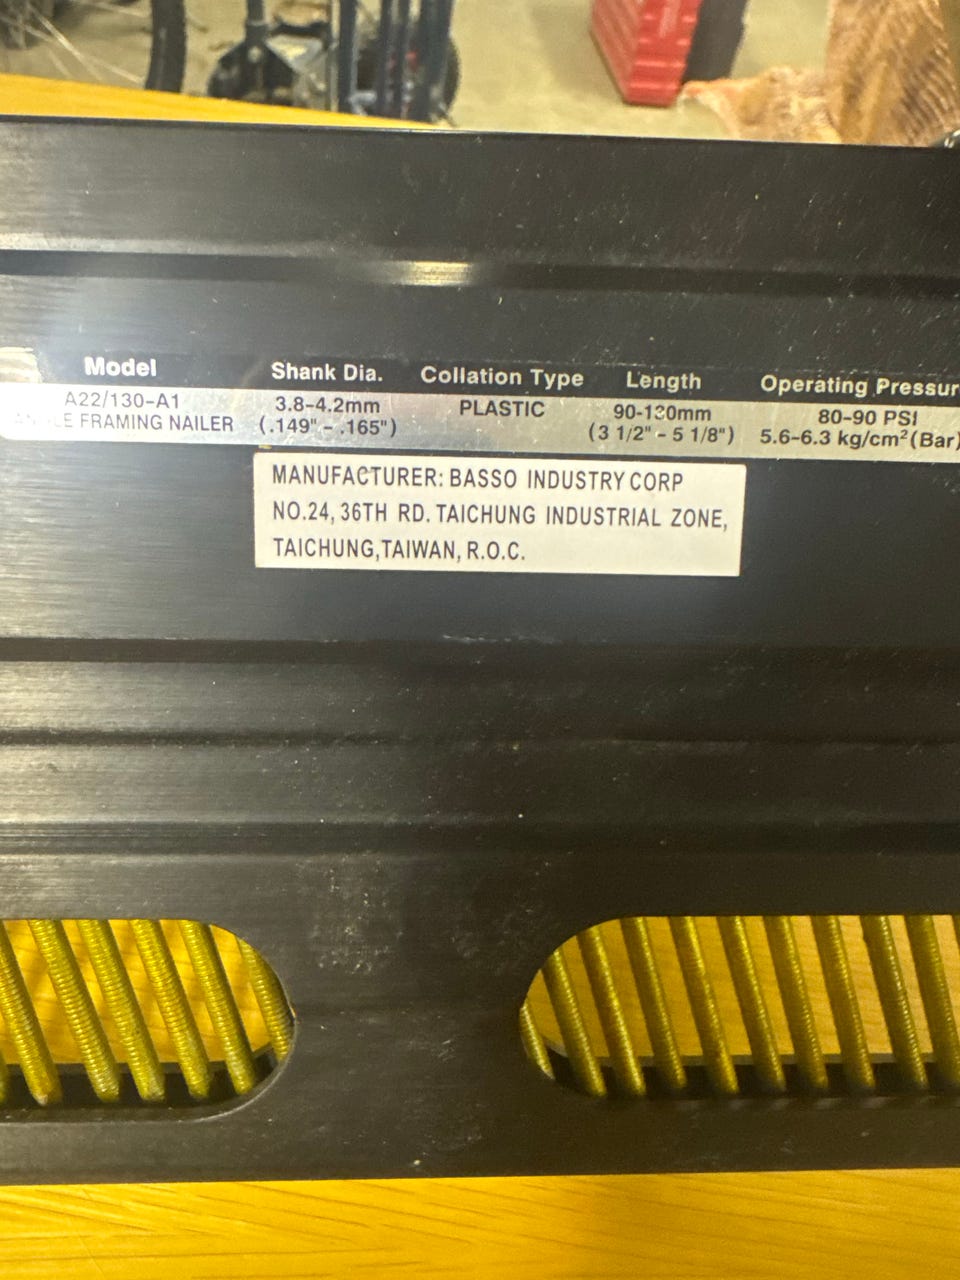 Model Shank Dia. Collation Type Length Operating Pressur
A22/130-A1 3.8-4.2mm PLASTIC 90-130mm 80-90 PSI
FRAMING NAILER (.149" - .165") (3 1/2" - 5 1/8") 5.6-6.3 kg/cm²(Bar)
MANUFACTURER: BASSO INDUSTRY CORP
NO.24, 36TH RD. TAICHUNG INDUSTRIAL ZONE,
TAICHUNG,TAIWAN, R.O.C.